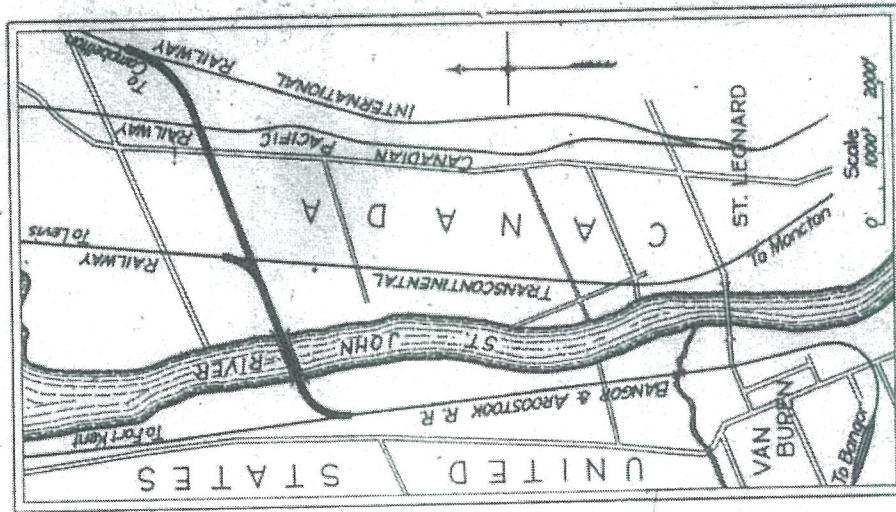 UNITED STATES
VAN
BUREN
To Bangor
BANGOR & AROOSTOOK R. R.
To Fort Kent
ST. JOHN RIVER
TRANSCONTINENTAL RAILWAY
To Moncton
To Levis
CANADA
ST. LEONARD
CANADIAN PACIFIC RAILWAY
INTERNATIONAL RAILWAY
To Campbellton
Scale
0 1000' 2000'